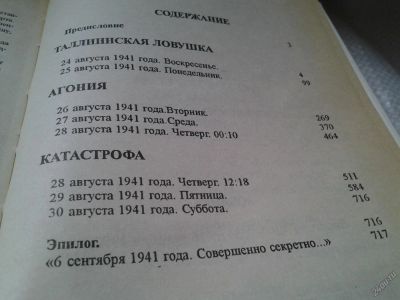 СОДЕРЖАНИЕ
Предисловие
ТАЛЛИНСКАЯ ЛОВУШКА 3
24 августа 1941 года. Воскресенье. 4
25 августа 1941 года. Понедельник. 99
АГОНИЯ
26 августа 1941 года.Вторник. 269
27 августа 1941 года.Среда. 370
28 августа 1941 года. Четверг. 00:10 464
КАТАСТРОФА
28 августа 1941 года. Четверг. 12:18 511
29 августа 1941 года. Пятница. 584
30 августа 1941 года. Суббота. 716
Эпилог. 716
«6 сентября 1941 года. Совершенно секретно...» 717